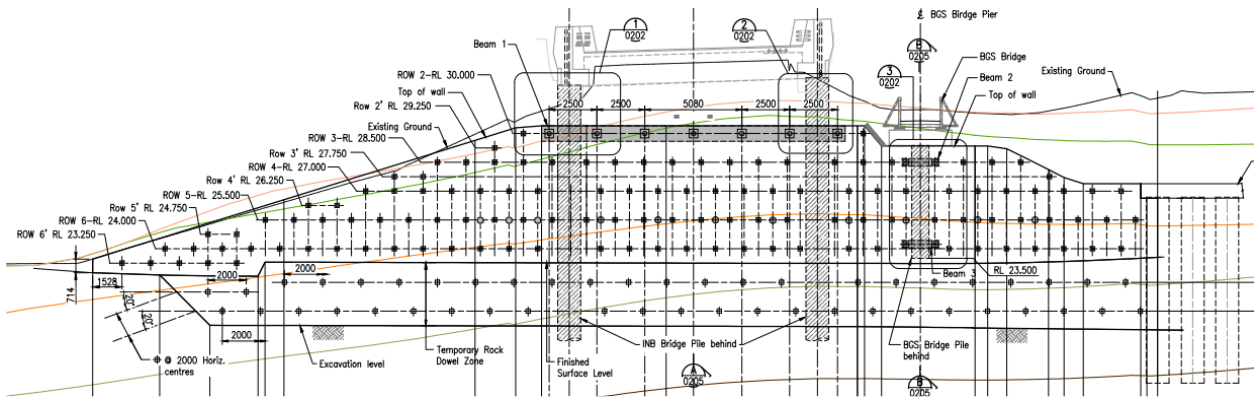 BGS Birdge Pier
1
0202
2
0202
B
0205
BGS Bridge
Beam 1
3
0202
Beam 2
Existing Ground
ROW 2-RL 30.000
Top of wall
Top of wall
Row 2' RL 29.250
2500
2500
5080
2500
2500
Existing Ground
ROW 3-RL 28.500
Row 3' RL 27.750
ROW 4-RL 27.000
Row 4' RL 26.250
ROW 5-RL 25.500
Row 5' RL 24.750
ROW 6-RL 24.000
ROW 6' RL 23.250
2000
2000
1528
714
20'
20'
2000
RL 23.500
Beam 3
@ 2000 Horiz.
centres
Excavation level
Temporary Rock
Dowel Zone
Finished
Surface Level
INB Bridge Pile behind
BGS Bridge Pile
behind
A
0205
B
0205